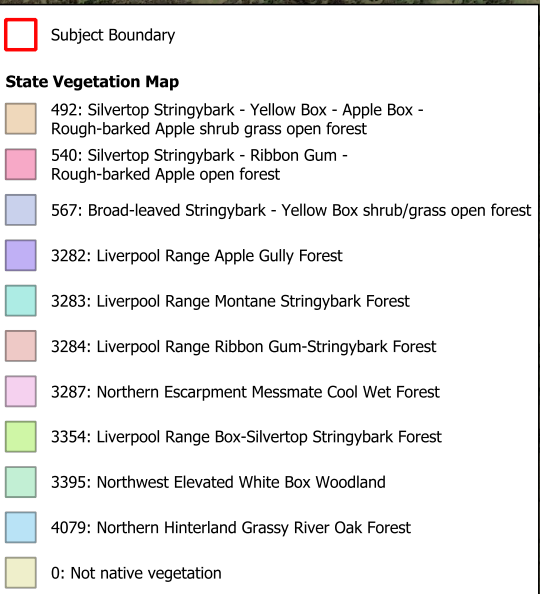 Subject Boundary
State Vegetation Map
492: Silvertop Stringybark - Yellow Box - Apple Box -
Rough-barked Apple shrub grass open forest
540: Silvertop Stringybark - Ribbon Gum -
Rough-barked Apple open forest
567: Broad-leaved Stringybark - Yellow Box shrub/grass open forest
3282: Liverpool Range Apple Gully Forest
3283: Liverpool Range Montane Stringybark Forest
3284: Liverpool Range Ribbon Gum-Stringybark Forest
3287: Northern Escarpment Messmate Cool Wet Forest
3354: Liverpool Range Box-Silvertop Stringybark Forest
3395: Northwest Elevated White Box Woodland
4079: Northern Hinterland Grassy River Oak Forest
0: Not native vegetation